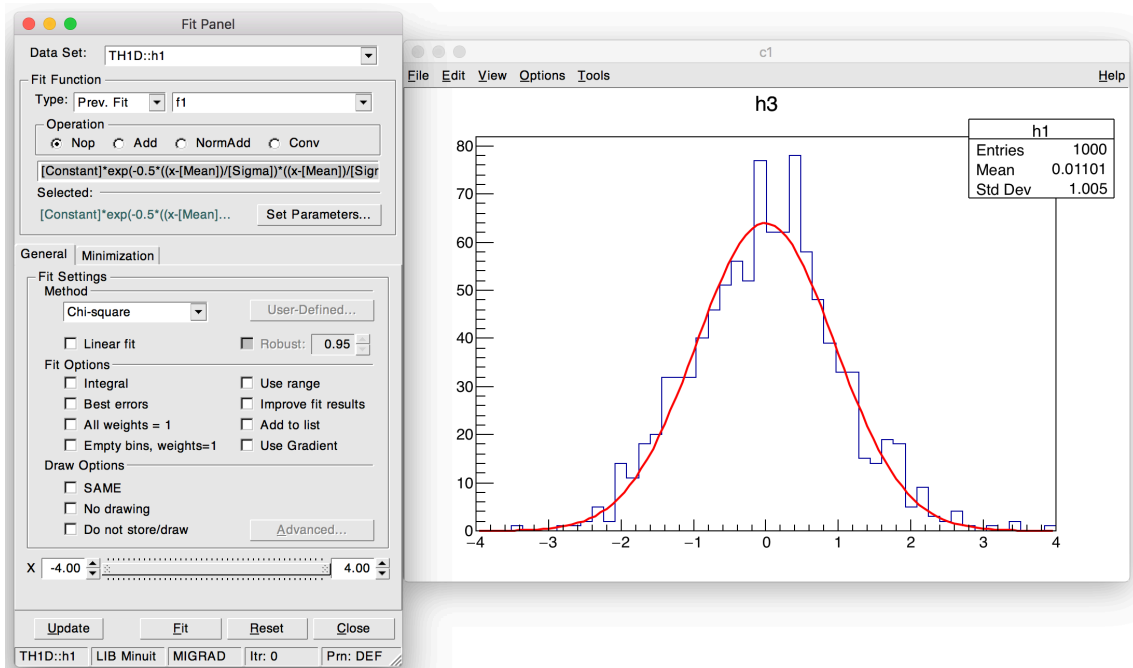 Fit Panel
Data Set: TH1D::h1
Fit Function
Type: Prev. Fit f1
Operation
Nop Add NormAdd Conv
[Constant]*exp(-0.5*((x-[Mean])/[Sigma])*((x-[Mean])/[Sigr
Selected:
[Constant]*exp(-0.5*((x-[Mean]... Set Parameters...
General Minimization
Fit Settings
Method
Chi-square User-Defined...
Linear fit Robust: 0.95
Fit Options
Integral Use range
Best errors Improve fit results
All weights = 1 Add to list
Empty bins, weights=1 Use Gradient
Draw Options
SAME
No drawing
Do not store/draw Advanced...
X -4.00 4.00
Update Fit Reset Close
TH1D::h1 LIB Minuit MIGRAD Itr: 0 Prn: DEF
c1
File Edit View Options Tools Help
h3
h1
Entries 1000
Mean 0.01101
Std Dev 1.005
80
70
60
50
40
30
20
10
0
−4 −3 −2 −1 0 1 2 3 4